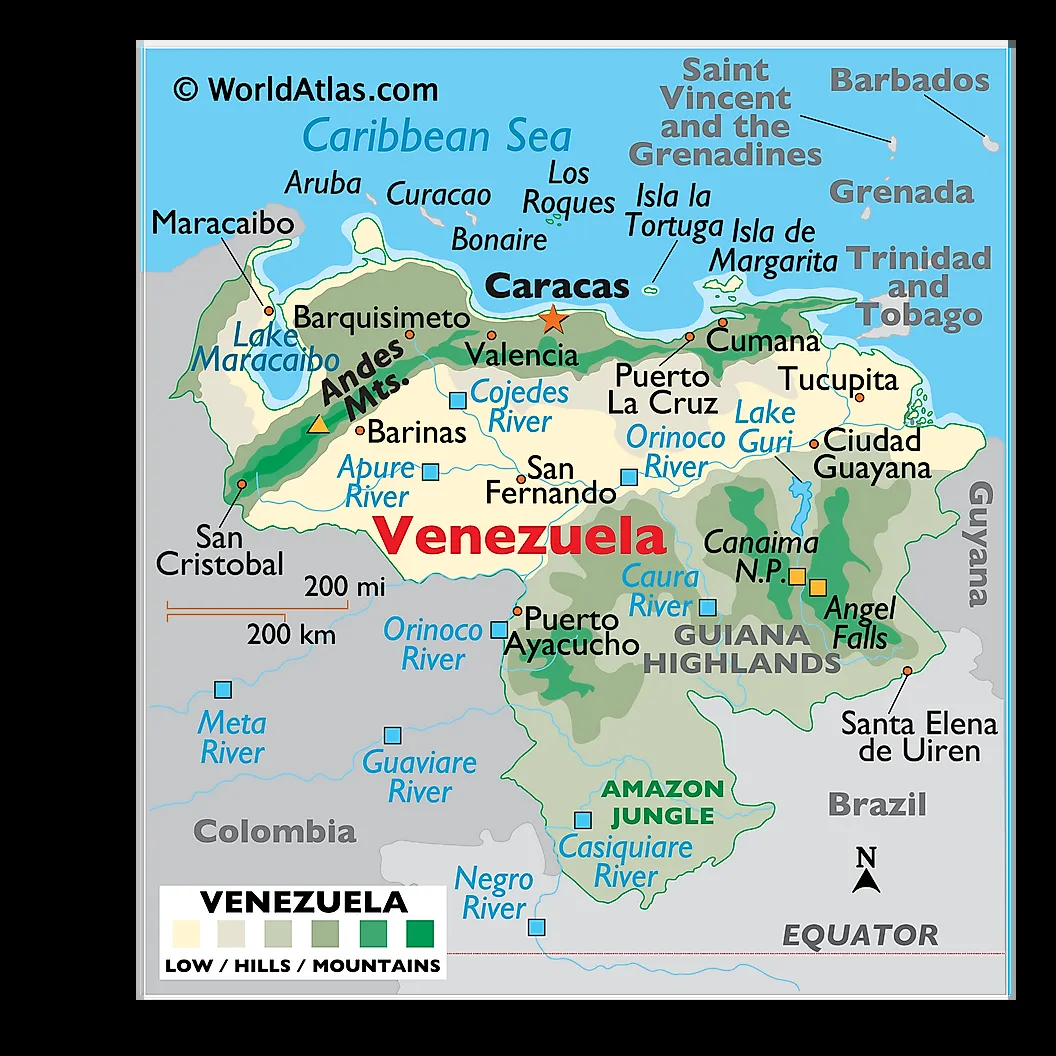 © WorldAtlas.com
Caribbean Sea
Saint
Vincent
and the
Grenadines
Barbados
Grenada
Trinidad
and
Tobago
Aruba
Curacao
Bonaire
Los
Roques
Isla la
Tortuga
Isla de
Margarita
Maracaibo
Caracas
Lake
Maracaibo
Barquisimeto
Valencia
Puerto
La Cruz
Cumana
Andes
Mts.
Cojedes
River
Tucupita
Barinas
Apure
River
San
Fernando
Orinoco
River
Lake
Guri
Ciudad
Guayana
San
Cristobal
Venezuela
Canaima
N.P.
Guyana
200 mi
200 km
Caura
River
Angel
Falls
Orinoco
River
Puerto
Ayacucho
GUIANA
HIGHLANDS
Meta
River
Guaviare
River
Santa Elena
de Uiren
AMAZON
JUNGLE
Brazil
Colombia
Casiquiare
River
Negro
River
N
EQUATOR
VENEZUELA
LOW / HILLS / MOUNTAINS